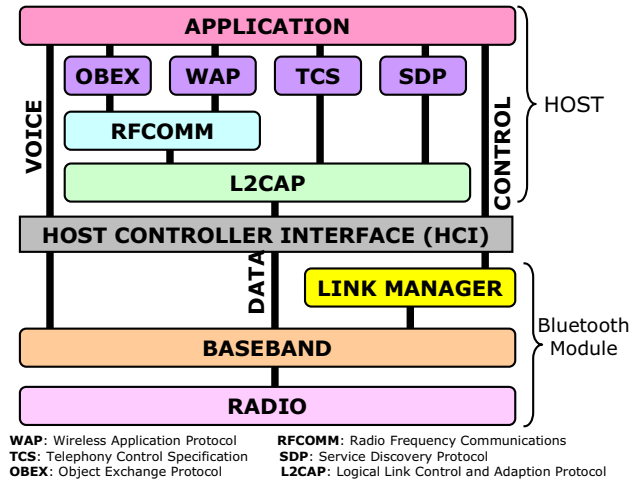 APPLICATION
OBEX WAP TCS SDP
HOST
VOICE
CONTROL
RFCOMM
L2CAP
HOST CONTROLLER INTERFACE (HCI)
DATA
LINK MANAGER
Bluetooth
Module
BASEBAND
RADIO
WAP: Wireless Application Protocol
RFCOMM: Radio Frequency Communications
TCS: Telephony Control Specification
SDP: Service Discovery Protocol
OBEX: Object Exchange Protocol
L2CAP: Logical Link Control and Adaption Protocol